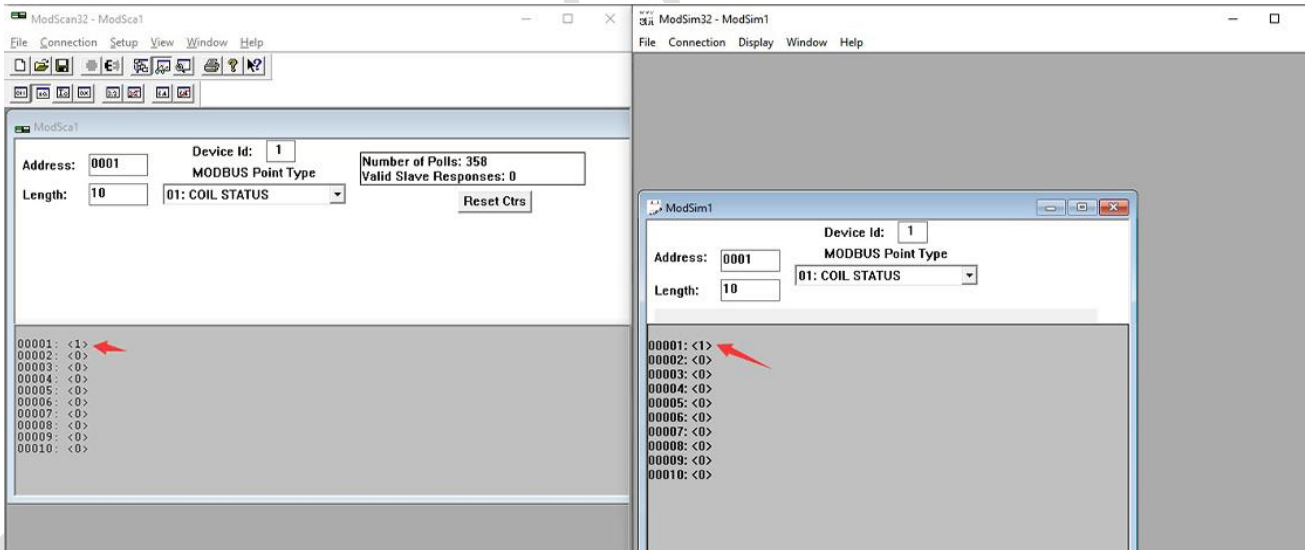 ModScan32 - ModSca1
File Connection Setup View Window Help
ModSca1
Address: 0001
Device Id: 1
MODBUS Point Type
Length: 10
01: COIL STATUS
Number of Polls: 358
Valid Slave Responses: 0
Reset Ctrs
00001: <1>
00002: <0>
00003: <0>
00004: <0>
00005: <0>
00006: <0>
00007: <0>
00008: <0>
00009: <0>
00010: <0>
ModSim32 - ModSim1
File Connection Display Window Help
ModSim1
Device Id: 1
Address: 0001
MODBUS Point Type
01: COIL STATUS
Length: 10
00001: <1>
00002: <0>
00003: <0>
00004: <0>
00005: <0>
00006: <0>
00007: <0>
00008: <0>
00009: <0>
00010: <0>